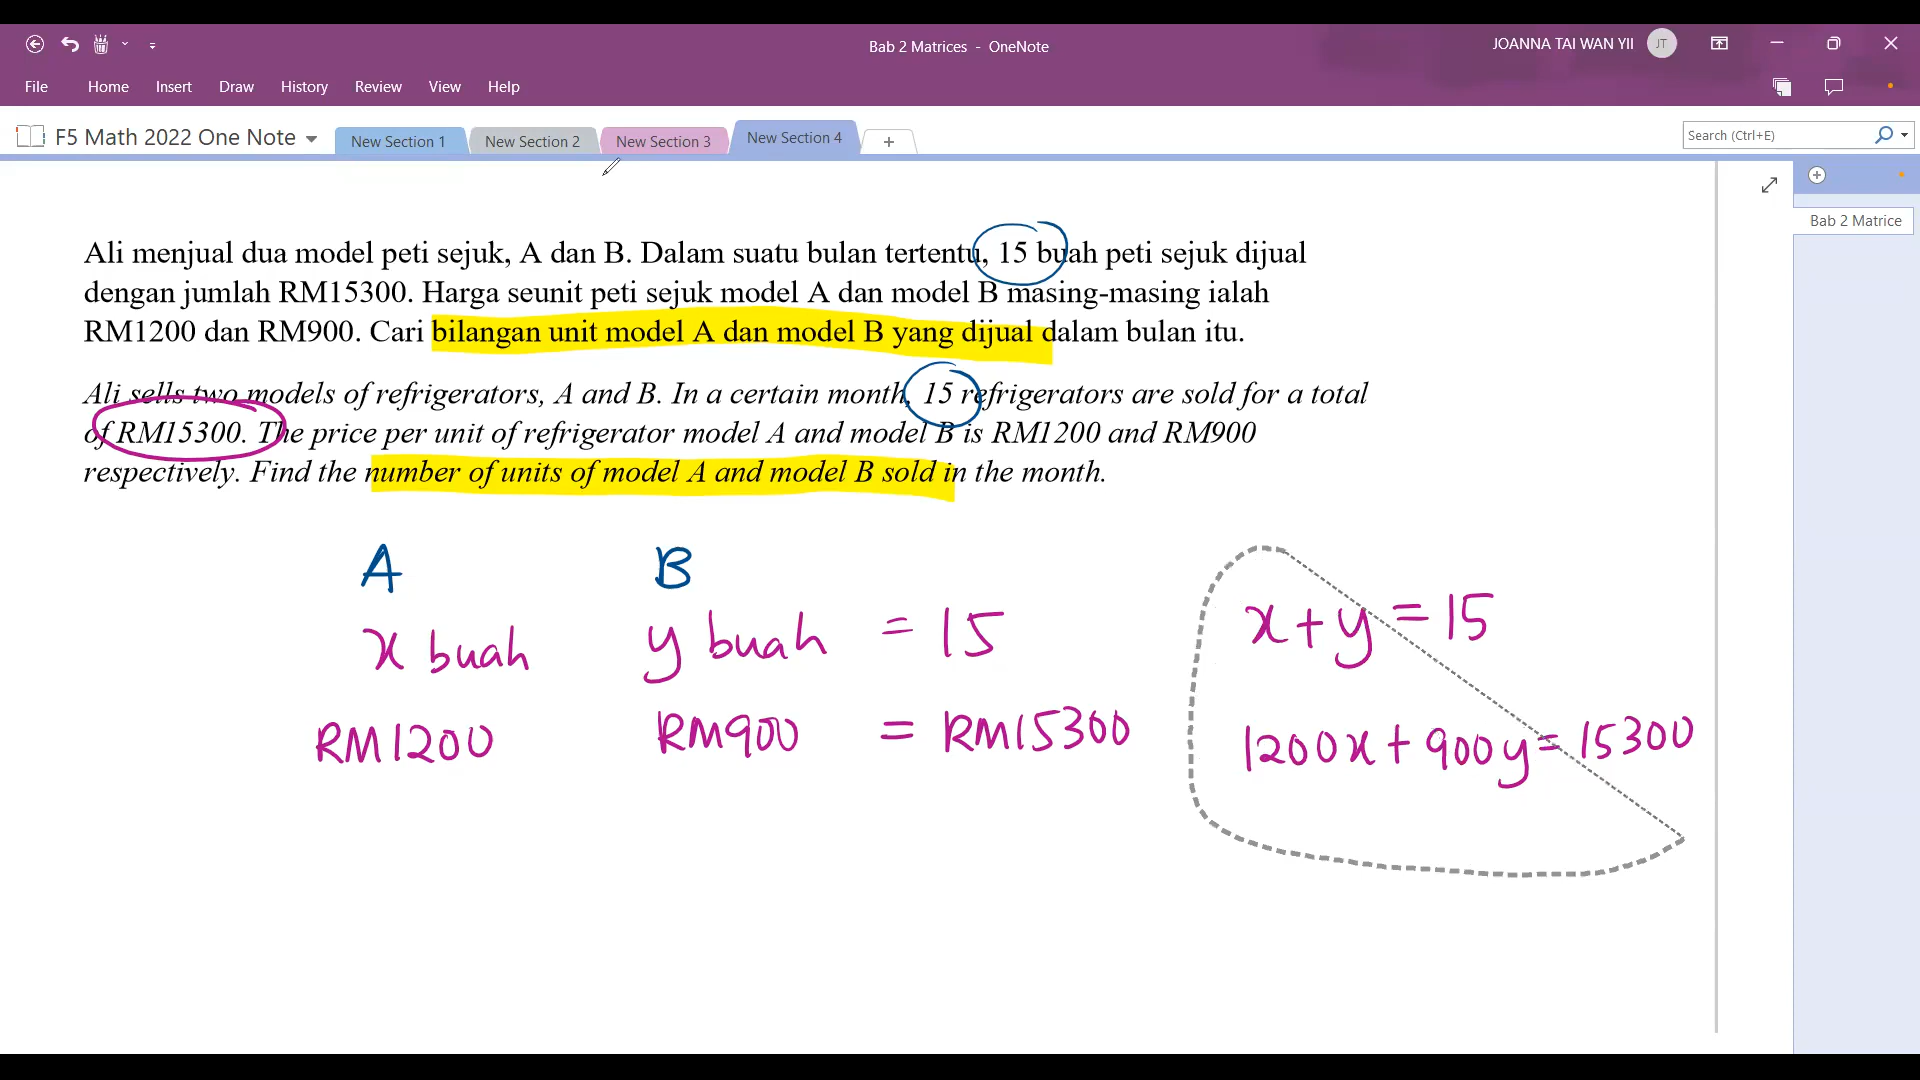 Bab 2 Matrices - OneNote
JOANNA TAI WAN YII JT
File Home Insert Draw History Review View Help
F5 Math 2022 One Note New Section 1 New Section 2 New Section 3 New Section 4 + Search (Ctrl+E)
Bab 2 Matrice
Ali menjual dua model peti sejuk, A dan B. Dalam suatu bulan tertentu, 15 buah peti sejuk dijual
dengan jumlah RM15300. Harga seunit peti sejuk model A dan model B masing-masing ialah
RM1200 dan RM900. Cari bilangan unit model A dan model B yang dijual dalam bulan itu.
Ali sells two models of refrigerators, A and B. In a certain month, 15 refrigerators are sold for a total
of RM15300. The price per unit of refrigerator model A and model B is RM1200 and RM900
respectively. Find the number of units of model A and model B sold in the month.
A B
x buah y buah = 15
RM1200 RM900 = RM15300
x + y = 15
1200x + 900y = 15300